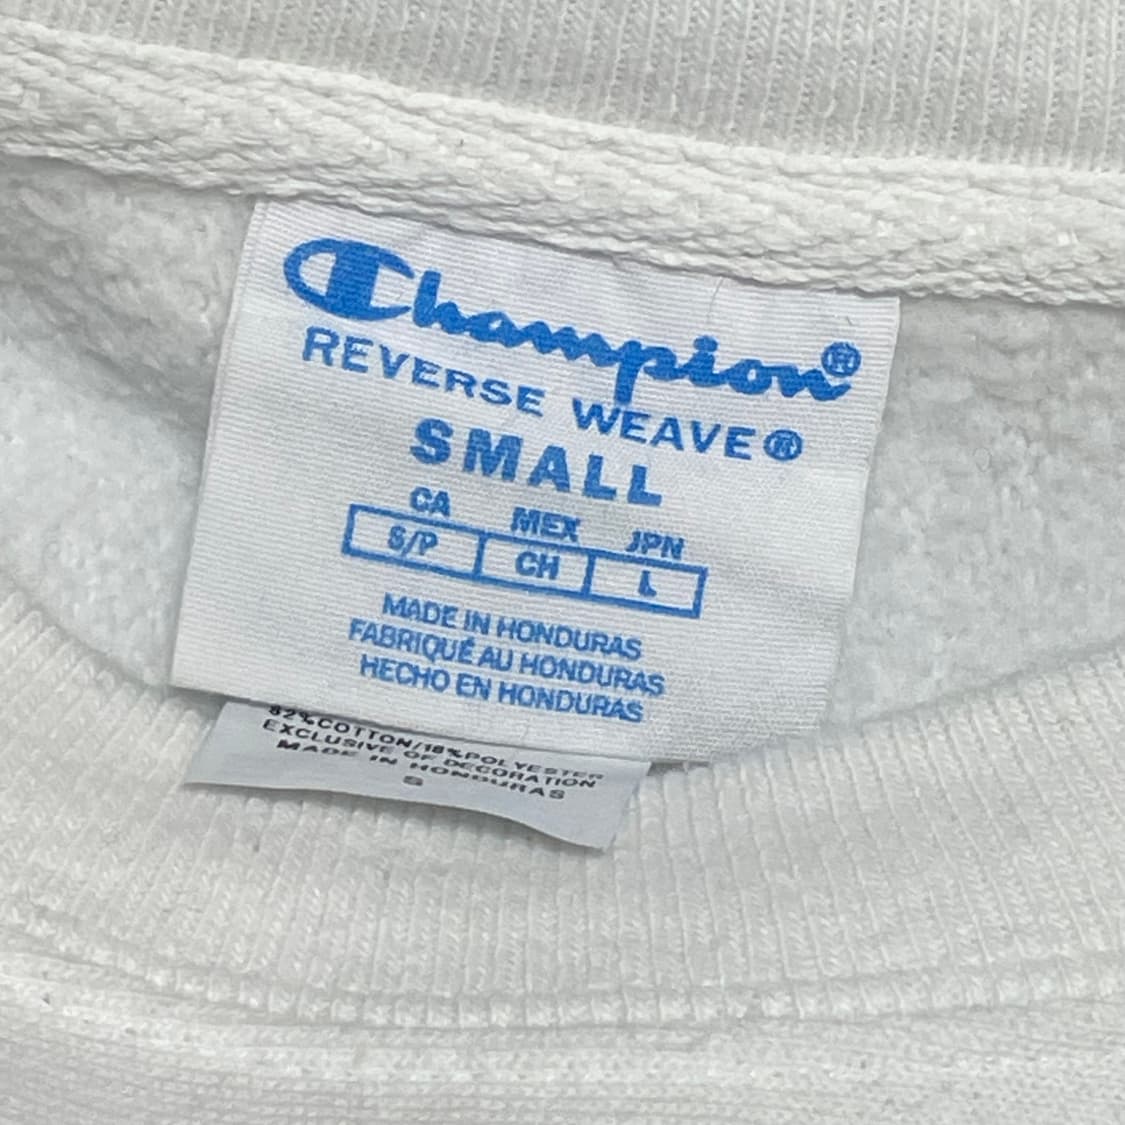 Champion®
REVERSE WEAVE®
SMALL
CA MEX JPN
S/P CH L
MADE IN HONDURAS
FABRIQUÉ AU HONDURAS
HECHO EN HONDURAS
82%COTTON/18%POLYESTER
EXCLUSIVE OF DECORATION
MADE IN HONDURAS
S